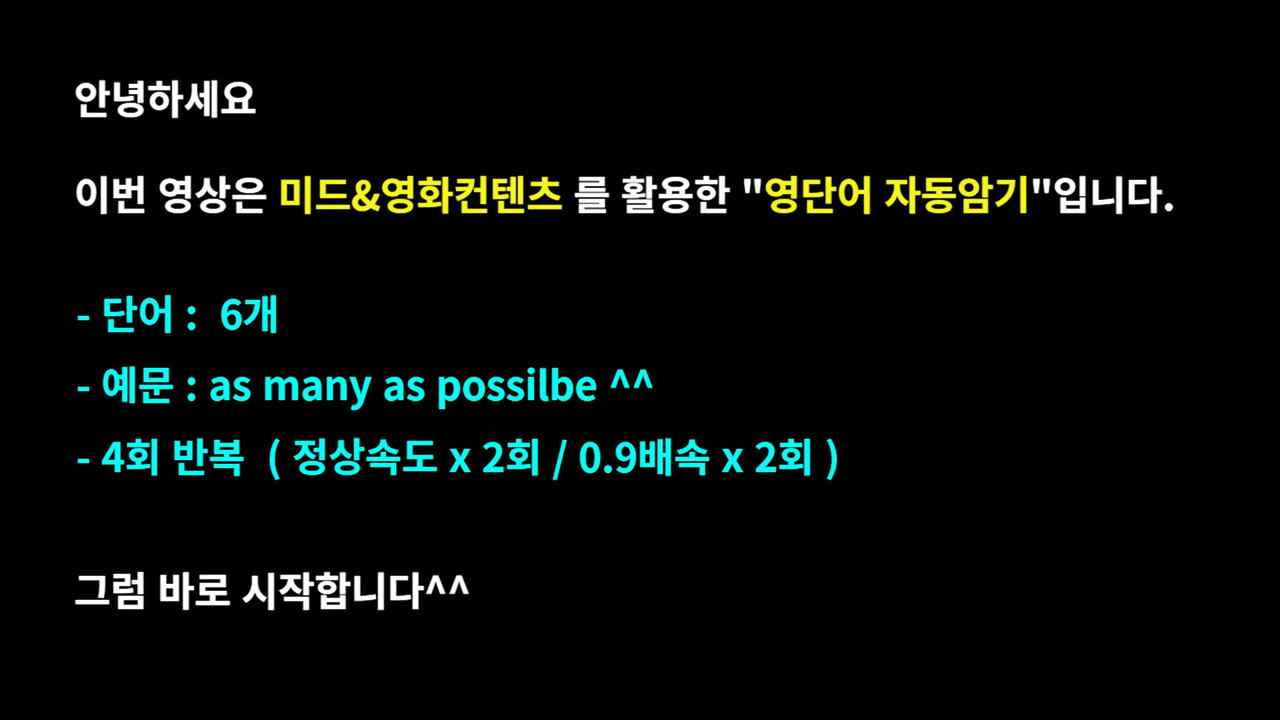 안녕하세요
이번 영상은 미드&영화컨텐츠 를 활용한 "영단어 자동암기"입니다.
- 단어 : 6개
- 예문 : as many as possilbe ^^
- 4회 반복 ( 정상속도 x 2회 / 0.9배속 x 2회 )
그럼 바로 시작합니다^^